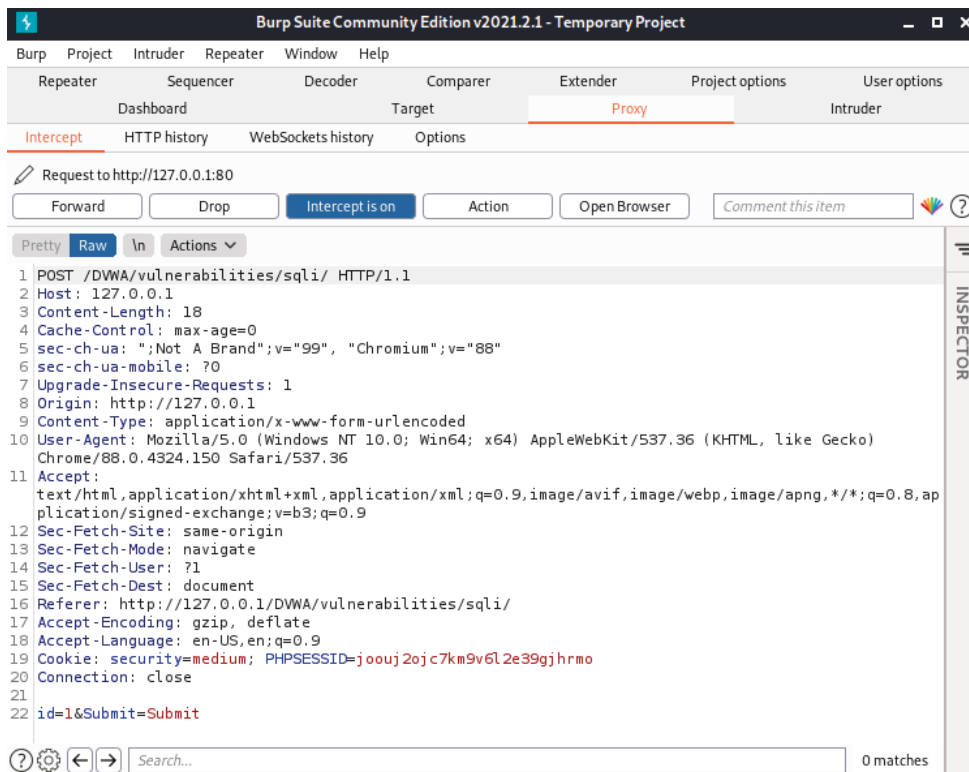 Burp Suite Community Edition v2021.2.1 - Temporary Project
Burp Project Intruder Repeater Window Help
Repeater Sequencer Decoder Comparer Extender Project options User options
Dashboard Target Proxy Intruder
Intercept HTTP history WebSockets history Options
Request to http://127.0.0.1:80
Forward Drop Intercept is on Action Open Browser Comment this item ?
Pretty Raw \n Actions
INSPECTOR
1 POST /DVWA/vulnerabilities/sqli/ HTTP/1.1
2 Host: 127.0.0.1
3 Content-Length: 18
4 Cache-Control: max-age=0
5 sec-ch-ua: ";Not A Brand";v="99", "Chromium";v="88"
6 sec-ch-ua-mobile: ?0
7 Upgrade-Insecure-Requests: 1
8 Origin: http://127.0.0.1
9 Content-Type: application/x-www-form-urlencoded
10 User-Agent: Mozilla/5.0 (Windows NT 10.0; Win64; x64) AppleWebKit/537.36 (KHTML, like Gecko)
Chrome/88.0.4324.150 Safari/537.36
11 Accept:
text/html,application/xhtml+xml,application/xml;q=0.9,image/avif,image/webp,image/apng,*/*;q=0.8,ap
plication/signed-exchange;v=b3;q=0.9
12 Sec-Fetch-Site: same-origin
13 Sec-Fetch-Mode: navigate
14 Sec-Fetch-User: ?1
15 Sec-Fetch-Dest: document
16 Referer: http://127.0.0.1/DVWA/vulnerabilities/sqli/
17 Accept-Encoding: gzip, deflate
18 Accept-Language: en-US,en;q=0.9
19 Cookie: security=medium; PHPSESSID=joouj2ojc7km9v6l2e39gjhrmo
20 Connection: close
21
22 id=1&Submit=Submit
? Search... 0 matches